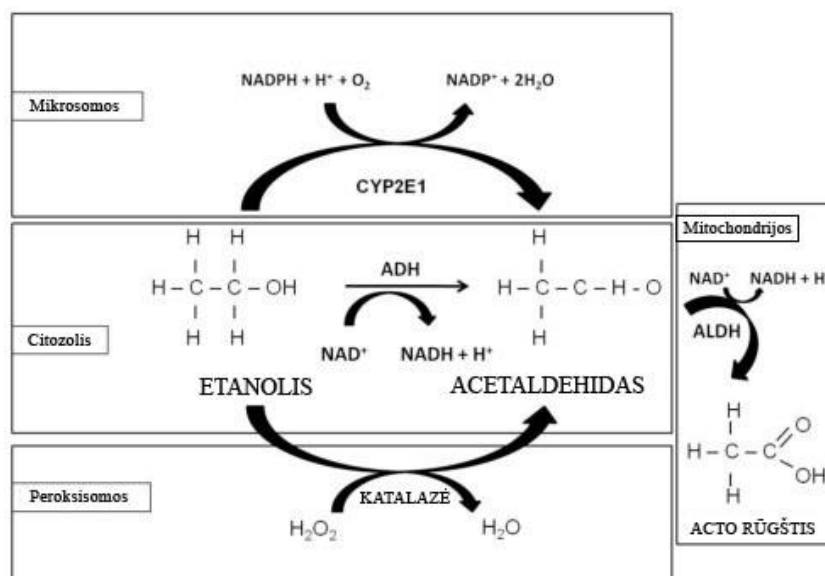 NADPH + H⁺ + O₂
NADP⁺ + 2H₂O
Mikrosomos
CYP2E1
Mitochondrijos
H H
H
NAD⁺
NADH + H
H – C – C – OH
ADH
H – C – C – H - O
ALDH
H H
H
Citozolis
NAD⁺
NADH + H⁺
ETANOLIS
ACETALDEHIDAS
H
O
H – C – C
OH
H
Peroksisomos
KATALAZĖ
H₂O₂
H₂O
ACTO RŪGŠTIS